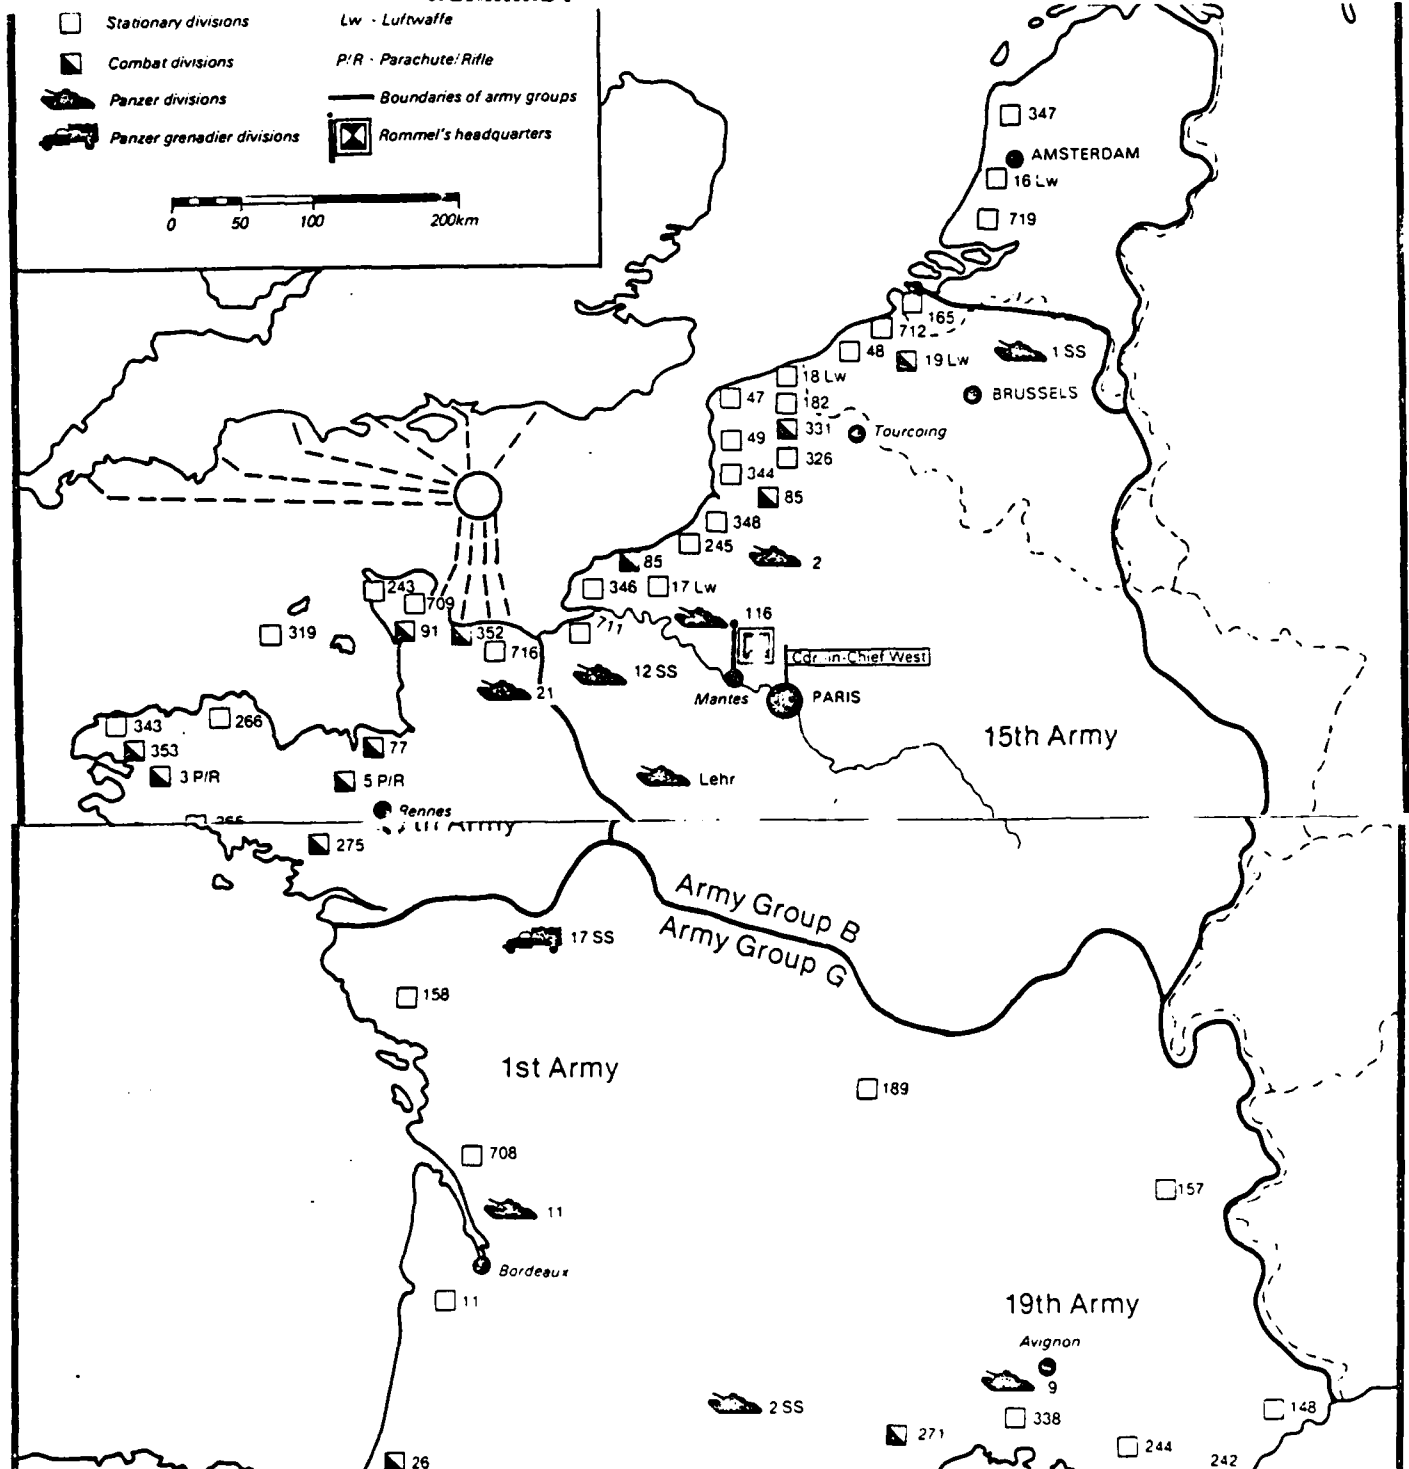 Stationary divisions
Lw - Luftwaffe
Combat divisions
P/R - Parachute/Rifle
Panzer divisions
Boundaries of army groups
Panzer grenadier divisions
Rommel's headquarters
0 50 100 200km
347
AMSTERDAM
16 Lw
719
165
712
48
19 Lw
1 SS
18 Lw
BRUSSELS
47
182
331
Tourcoing
49
326
344
85
348
245
2
85
346
17 Lw
243
709
116
319
91
352
711
716
-in-Chief West
12 SS
21
Mantes
PARIS
343
266
15th Army
353
77
3 P/R
5 P/R
Lehr
Rennes
Army
275
Army Group B
Army Group G
17 SS
158
1st Army
189
708
157
11
Bordeaux
11
19th Army
Avignon
9
2 SS
338
148
271
244
242
26